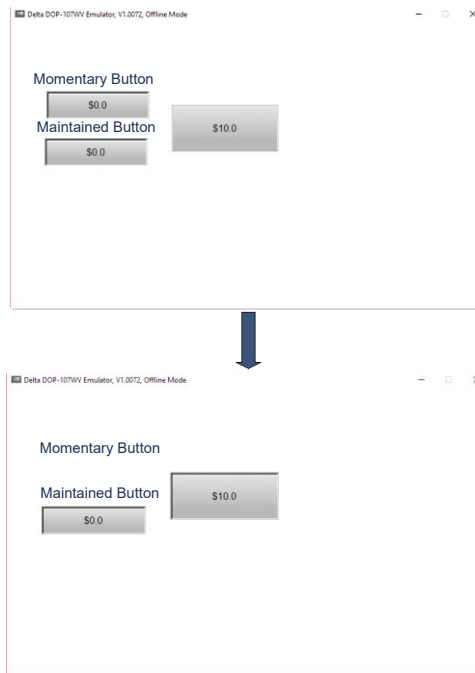 Delta DOP-107WV Emulator, V1.0072, Offline Mode
Momentary Button
$0.0
Maintained Button
$10.0
$0.0
Delta DOP-107WV Emulator, V1.0072, Offline Mode
Momentary Button
Maintained Button
$10.0
$0.0